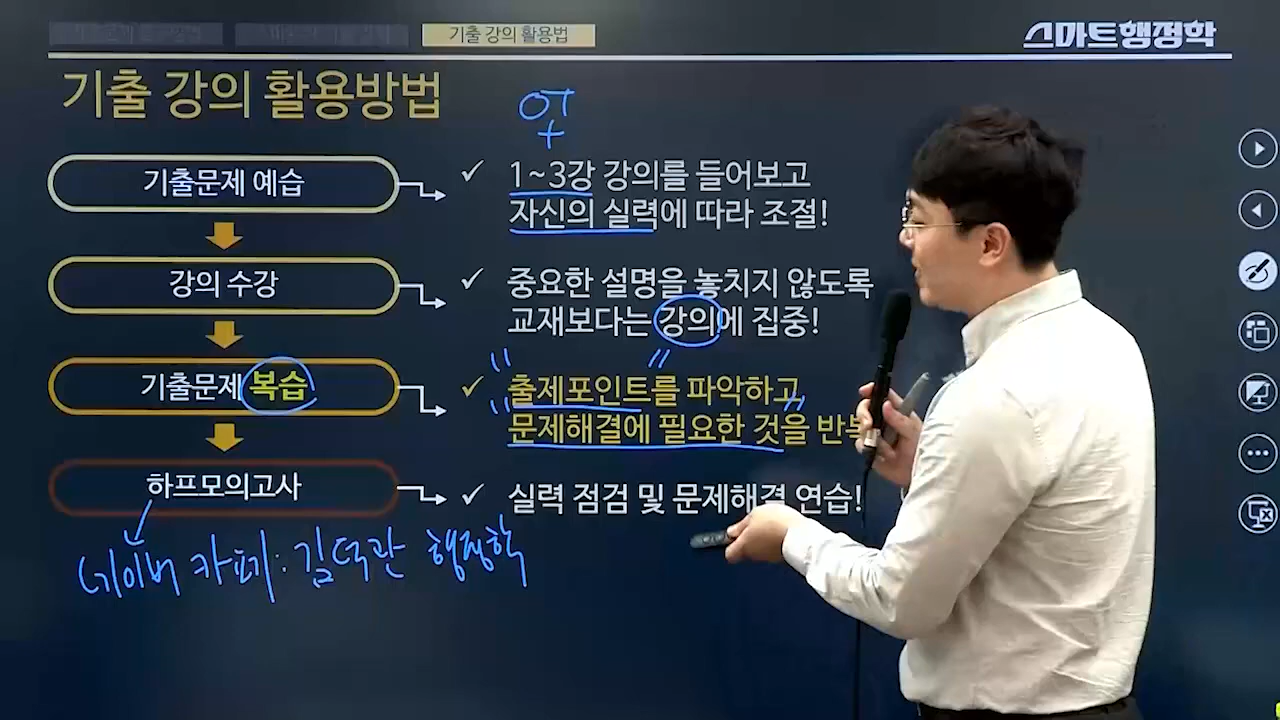 기출 강의 활용법
스마트행정학
기출 강의 활용방법
OT
+
기출문제 예습
✓ 1~3강 강의를 들어보고
자신의 실력에 따라 조절!
강의 수강
✓ 중요한 설명을 놓치지 않도록
교재보다는 강의에 집중!
기출문제 복습
✓ 출제포인트를 파악하고
문제해결에 필요한 것을
하프모의고사
✓ 실력 점검 및 문제해결 연습!
네이버 카페: 김덕관 행정학